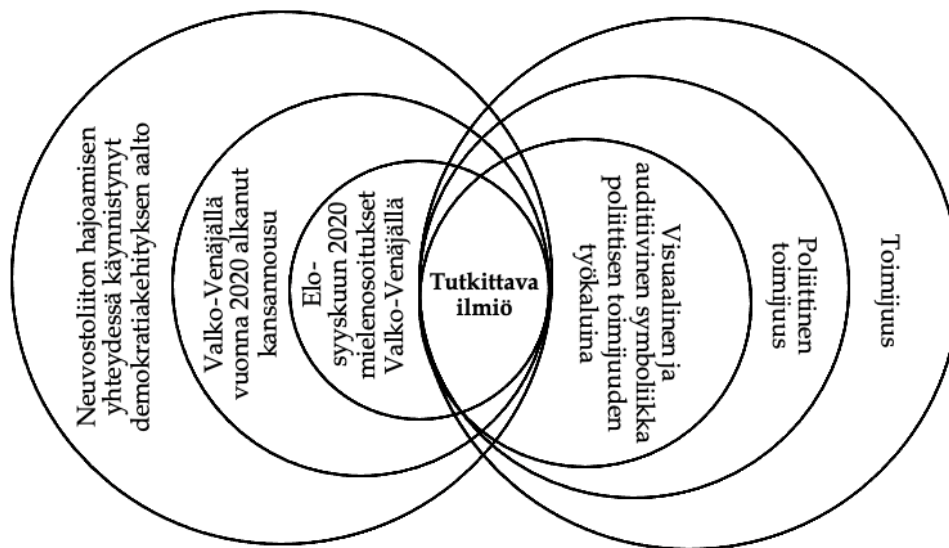 Neuvostoliiton hajoamisen
yhteydessä käynnistynyt
demokratiakehityksen aalto
Valko-Venäjällä
vuonna 2020 alkanut
kansannousu
Elo-
syyskuun 2020
mielenosoitukset
Valko-Venäjällä
Tutkittava
ilmiö
Visuaalinen ja
auditiivinen symboliikka
poliittisen toimijuuden
työkaluina
Poliittinen
toimijuus
Toimijuus